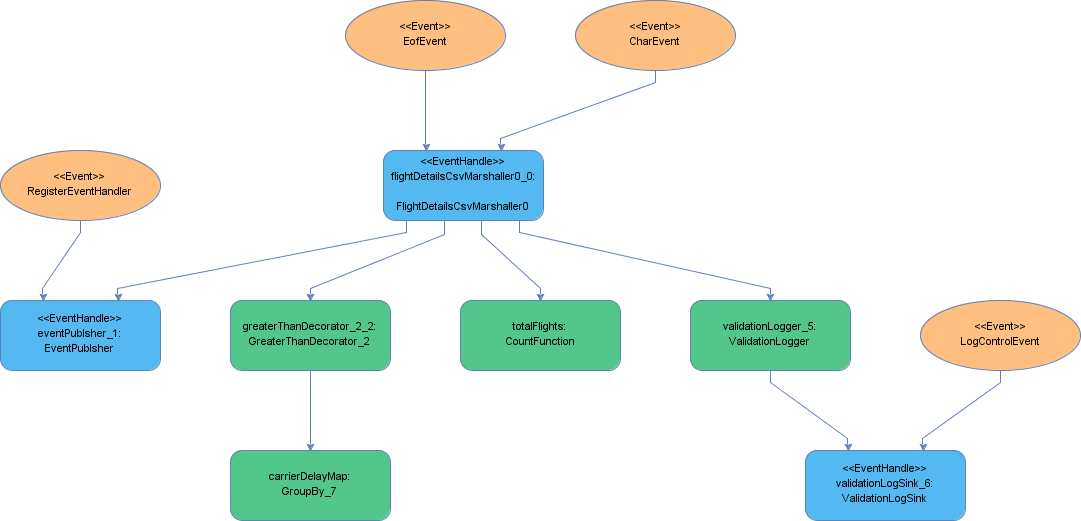 <<Event>>
EofEvent
<<Event>>
CharEvent
<<EventHandle>>
flightDetailsCsvMarshaller0_0:
FlightDetailsCsvMarshaller0
<<Event>>
RegisterEventHandler
<<EventHandle>>
eventPublsher_1:
EventPublsher
greaterThanDecorator_2_2:
GreaterThanDecorator_2
totalFlights:
CountFunction
validationLogger_5:
ValidationLogger
<<Event>>
LogControlEvent
carrierDelayMap:
GroupBy_7
<<EventHandle>>
validationLogSink_6:
ValidationLogSink